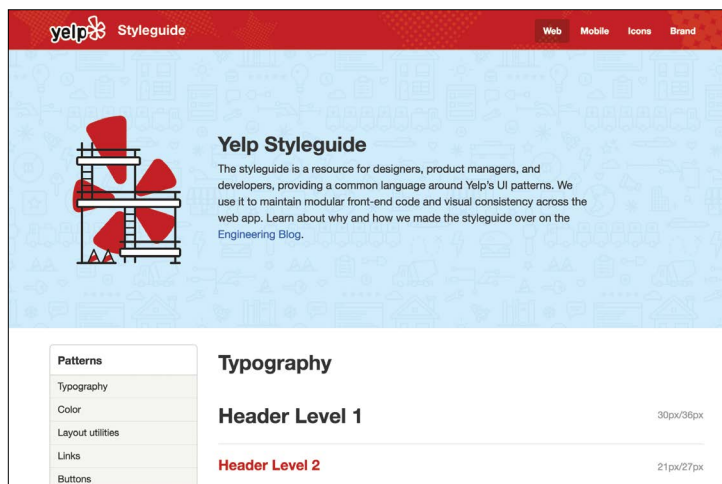 yelp Styleguide
Web Mobile Icons Brand
Yelp Styleguide
The styleguide is a resource for designers, product managers, and
developers, providing a common language around Yelp's UI patterns. We
use it to maintain modular front-end code and visual consistency across the
web app. Learn about why and how we made the styleguide over on the
Engineering Blog.
Patterns
Typography
Color
Layout utilities
Links
Buttons
Typography
Header Level 1 30px/36px
Header Level 2 21px/27px